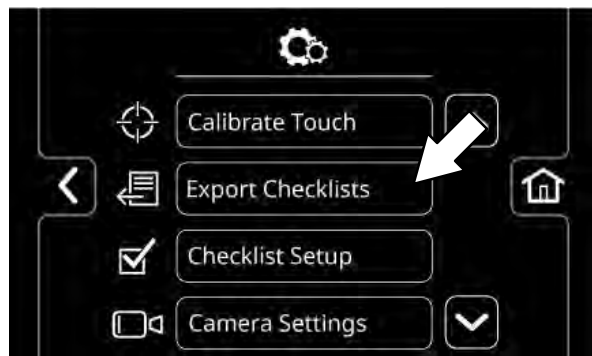 Calibrate Touch
Export Checklists
Checklist Setup
Camera Settings